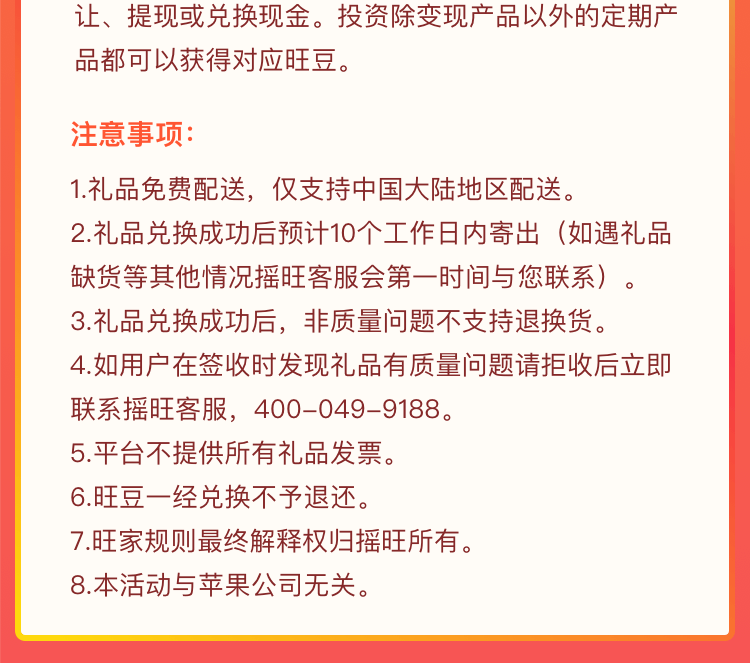 让、提现或兑换现金。投资除变现产品以外的定期产
品都可以获得对应旺豆。
注意事项：
1.礼品免费配送，仅支持中国大陆地区配送。
2.礼品兑换成功后预计10个工作日内寄出（如遇礼品
缺货等其他情况摇旺客服会第一时间与您联系）。
3.礼品兑换成功后，非质量问题不支持退换货。
4.如用户在签收时发现礼品有质量问题请拒收后立即
联系摇旺客服，400–049–9188。
5.平台不提供所有礼品发票。
6.旺豆一经兑换不予退还。
7.旺家规则最终解释权归摇旺所有。
8.本活动与苹果公司无关。